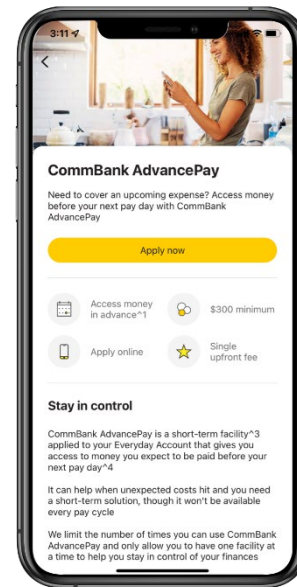 3:11
CommBank AdvancePay
Need to cover an upcoming expense? Access money
before your next pay day with CommBank
AdvancePay
Apply now
Access money
in advance^1
$300 minimum
Apply online
Single
upfront fee
Stay in control
CommBank AdvancePay is a short-term facility^3
applied to your Everyday Account that gives you
access to money you expect to be paid before your
next pay day^4
It can help when unexpected costs hit and you need
a short-term solution, though it won't be available
every pay cycle
We limit the number of times you can use CommBank
AdvancePay and only allow you to have one facility at
a time to help you stay in control of your finances